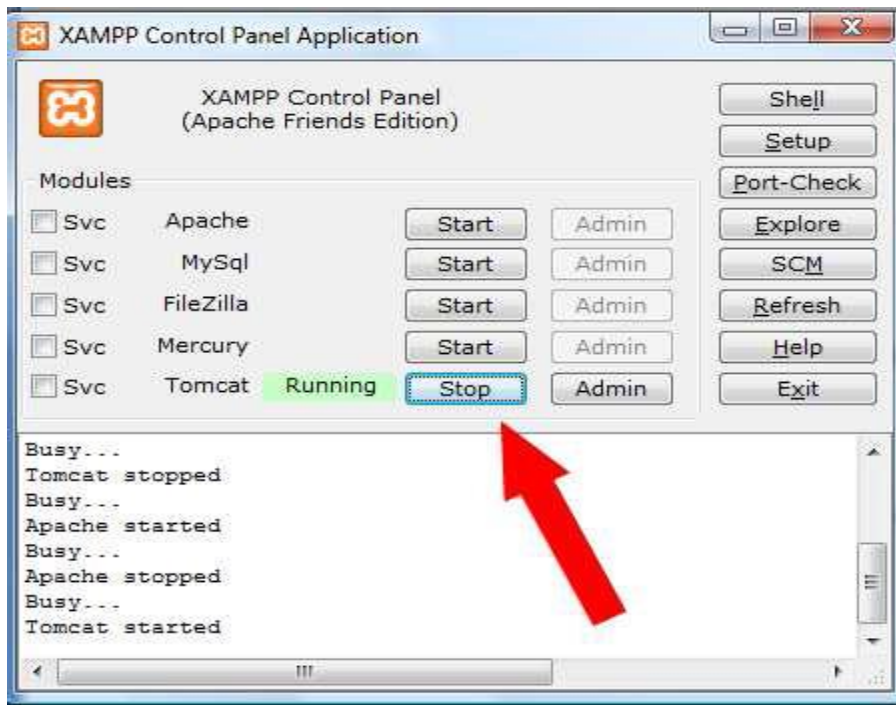 XAMPP Control Panel Application
XAMPP Control Panel
(Apache Friends Edition)
Shell
Setup
Modules
Port-Check
Svc Apache Start Admin Explore
Svc MySql Start Admin SCM
Svc FileZilla Start Admin Refresh
Svc Mercury Start Admin Help
Svc Tomcat Running Stop Admin Exit
Busy...
Tomcat stopped
Busy...
Apache started
Busy...
Apache stopped
Busy...
Tomcat started